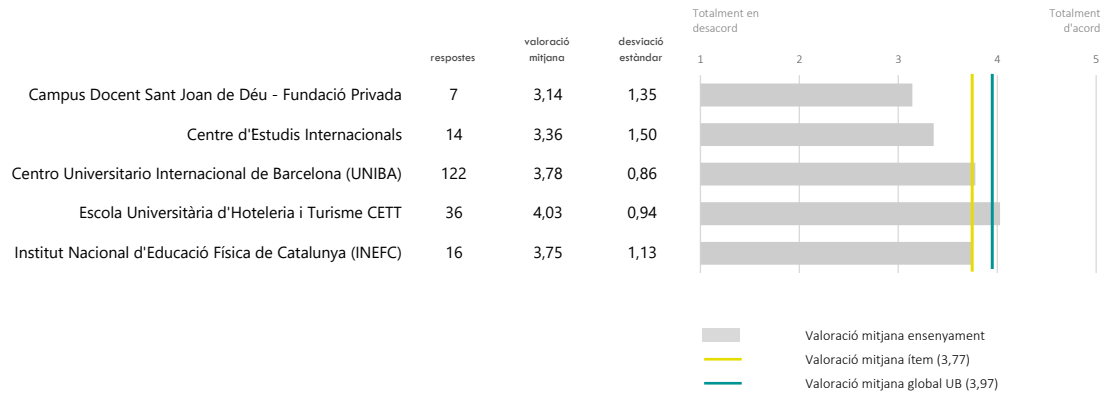 Totalment en
desacord
Totalment
d'acord
respostes
valoració
mitjana
desviació
estàndar
1 2 3 4 5
Campus Docent Sant Joan de Déu - Fundació Privada 7 3,14 1,35
Centre d'Estudis Internacionals 14 3,36 1,50
Centro Universitario Internacional de Barcelona (UNIBA) 122 3,78 0,86
Escola Universitària d'Hoteleria i Turisme CETT 36 4,03 0,94
Institut Nacional d'Educació Física de Catalunya (INEFC) 16 3,75 1,13
Valoració mitjana ensenyament
Valoració mitjana ítem (3,77)
Valoració mitjana global UB (3,97)